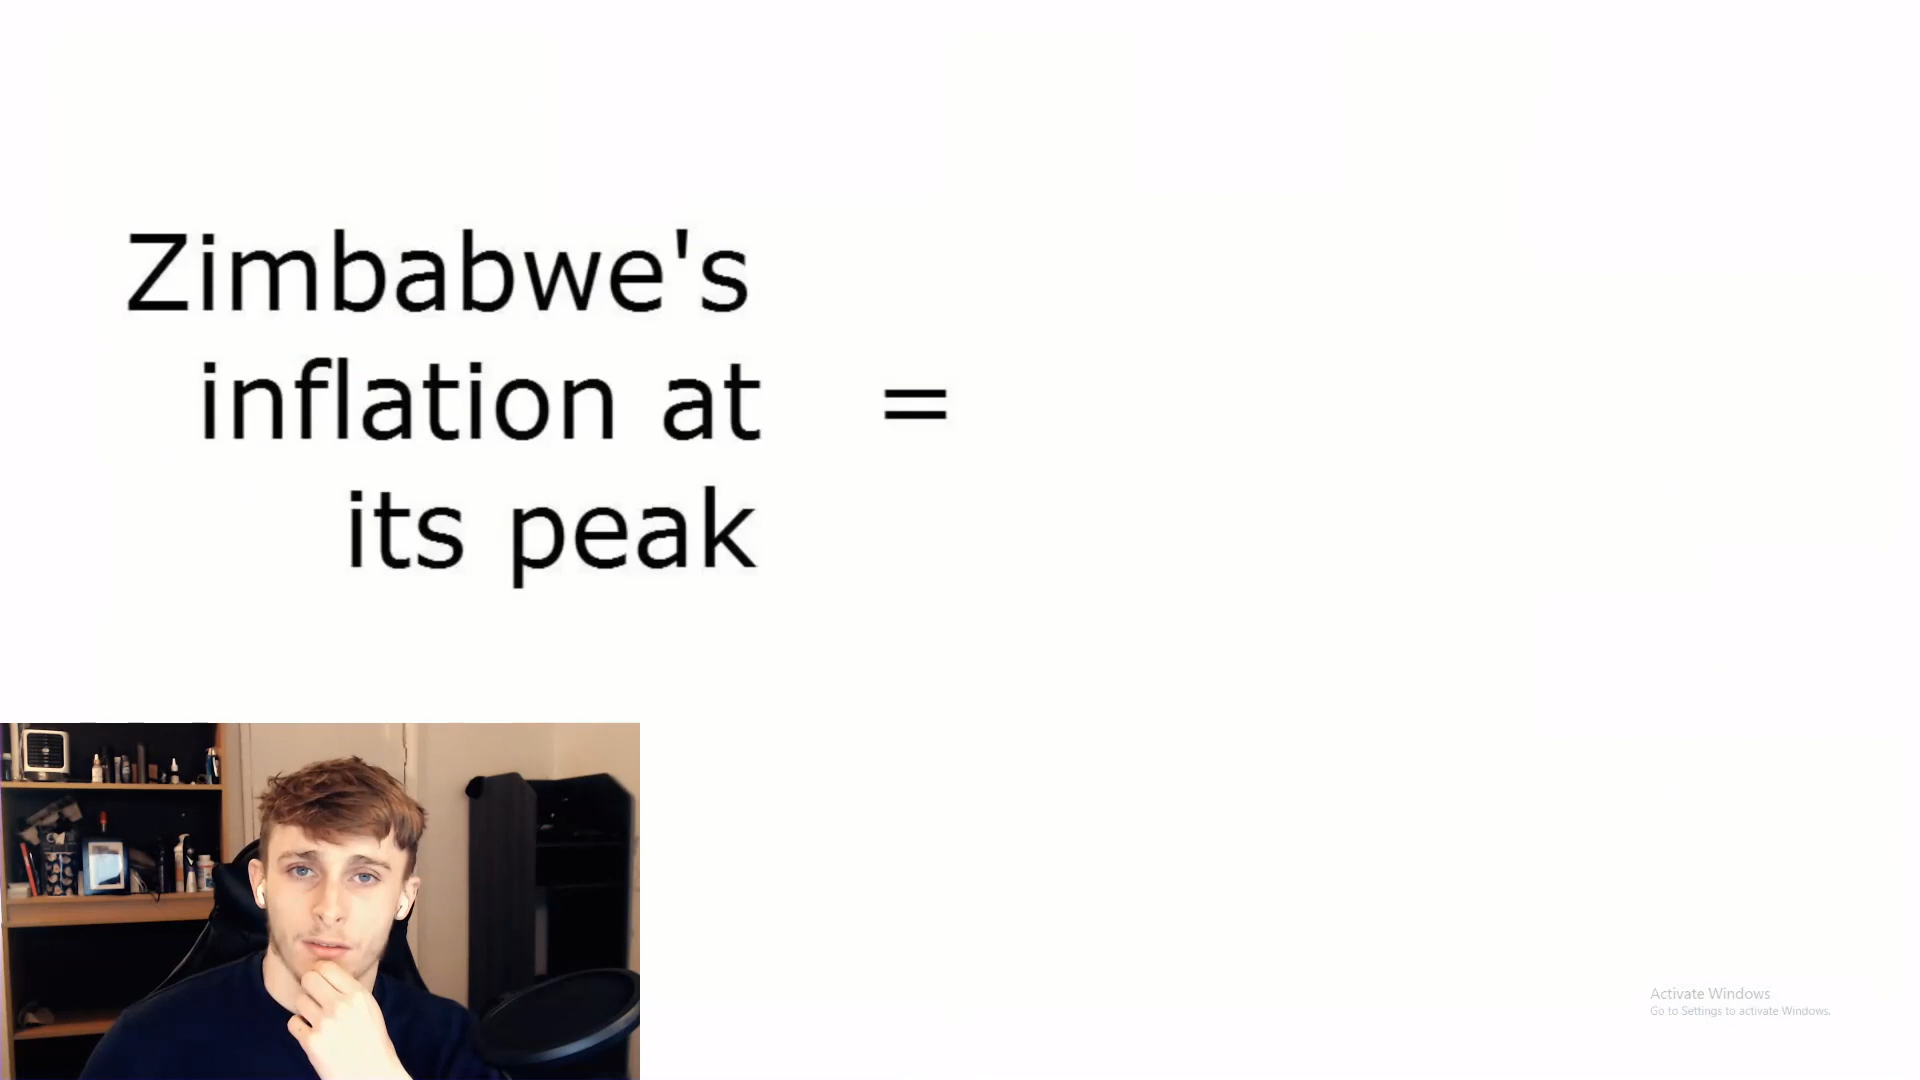 Zimbabwe's
inflation at =
its peak
Activate Windows
Go to Settings to activate Windows.